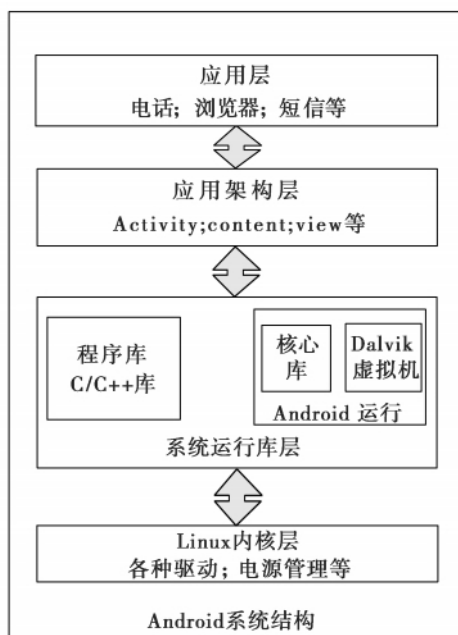 应用层
电话；浏览器；短信等
应用架构层
Activity;content;view等
程序库
C/C++库
核心
库
Dalvik
虚拟机
Android 运行
系统运行库层
Linux内核层
各种驱动；电源管理等
Android系统结构